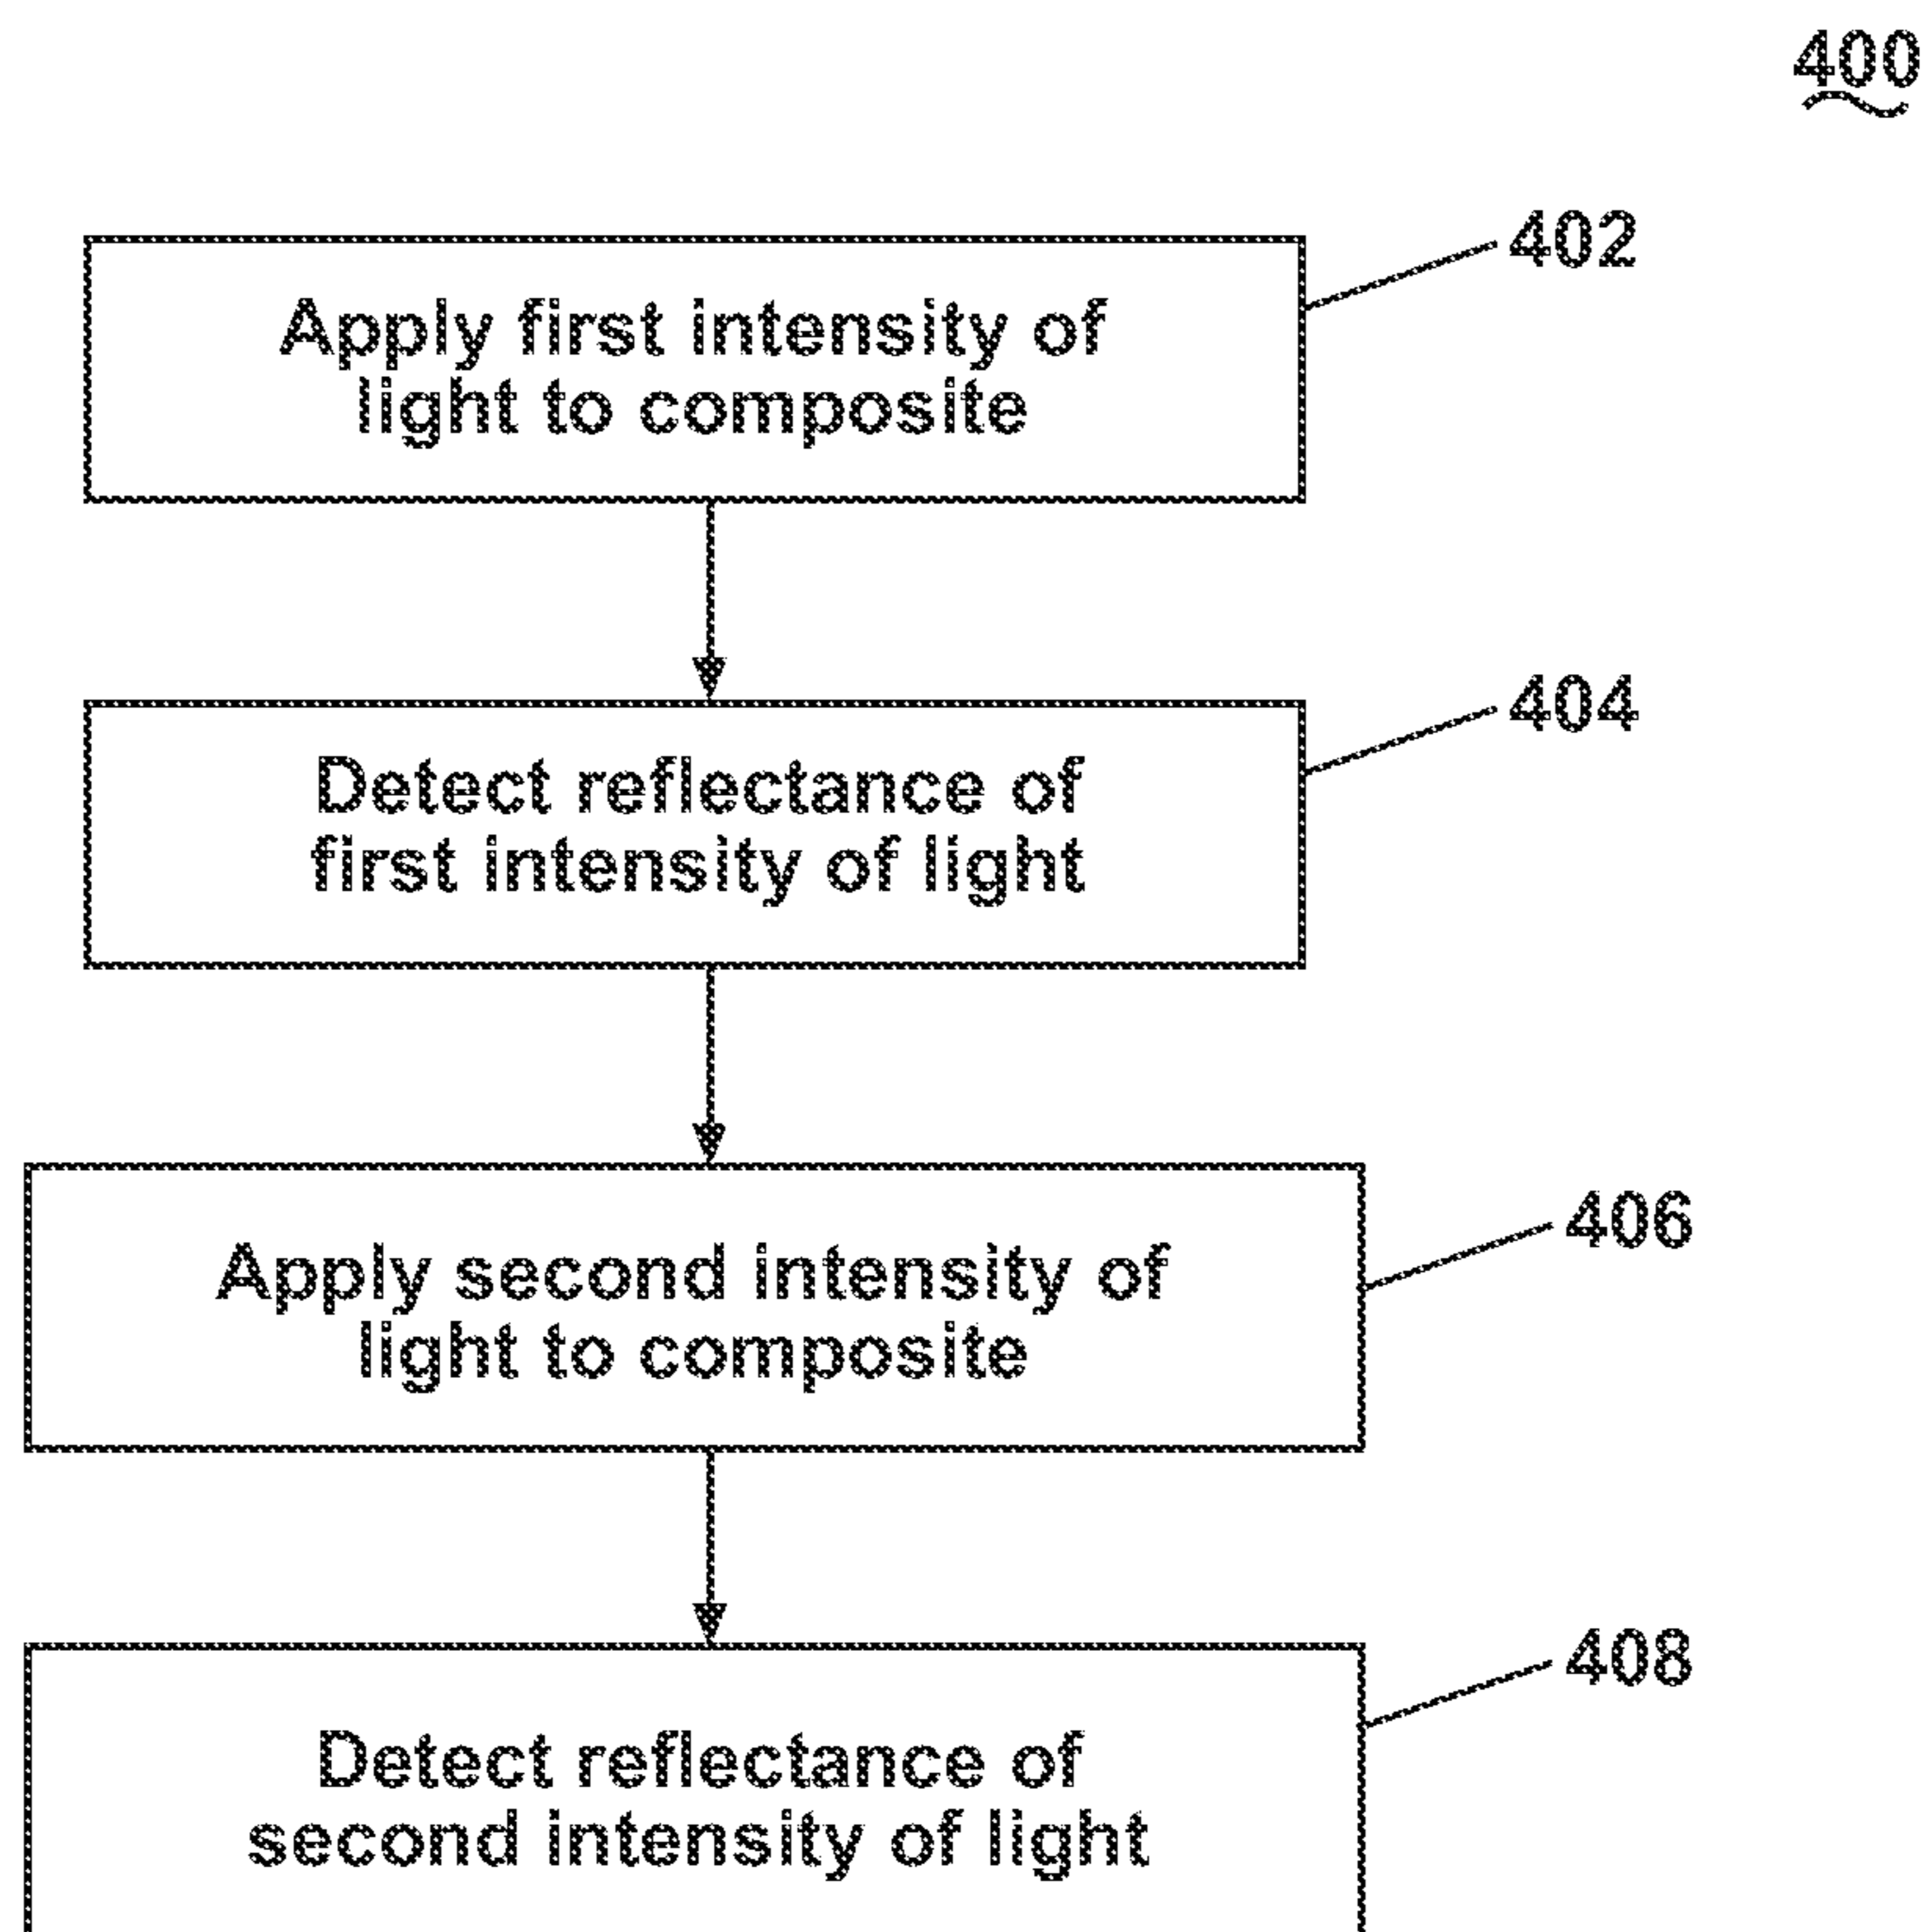 400
402
Apply first intensity of
light to composite
404
Detect reflectance of
first intensity of light
406
Apply second intensity of
light to composite
408
Detect reflectance of
second intensity of light